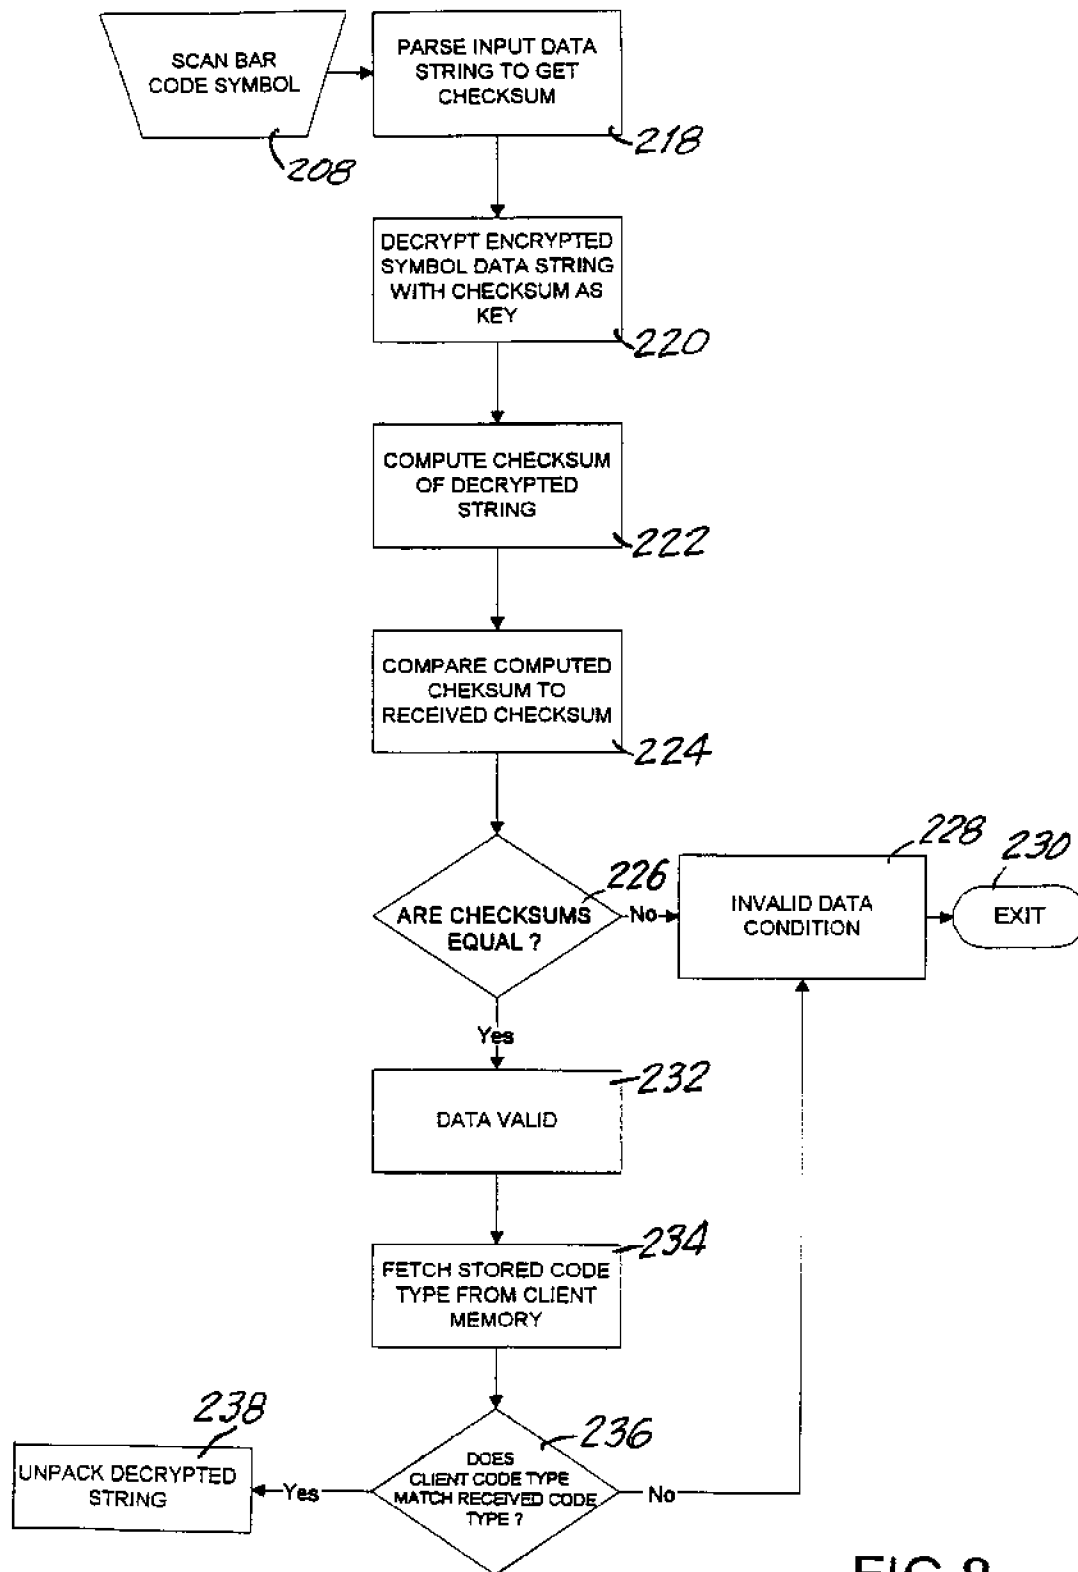 SCAN BAR
CODE SYMBOL
208
PARSE INPUT DATA
STRING TO GET
CHECKSUM
218
DECRYPT ENCRYPTED
SYMBOL DATA STRING
WITH CHECKSUM AS
KEY
220
COMPUTE CHECKSUM
OF DECRYPTED
STRING
222
COMPARE COMPUTED
CHEKSUM TO
RECEIVED CHECKSUM
224
ARE CHECKSUMS
EQUAL ?
226
No
INVALID DATA
CONDITION
228
EXIT
230
Yes
DATA VALID
232
FETCH STORED CODE
TYPE FROM CLIENT
MEMORY
234
DOES
CLIENT CODE TYPE
MATCH RECEIVED CODE
TYPE ?
236
No
Yes
UNPACK DECRYPTED
STRING
238
FIG 8